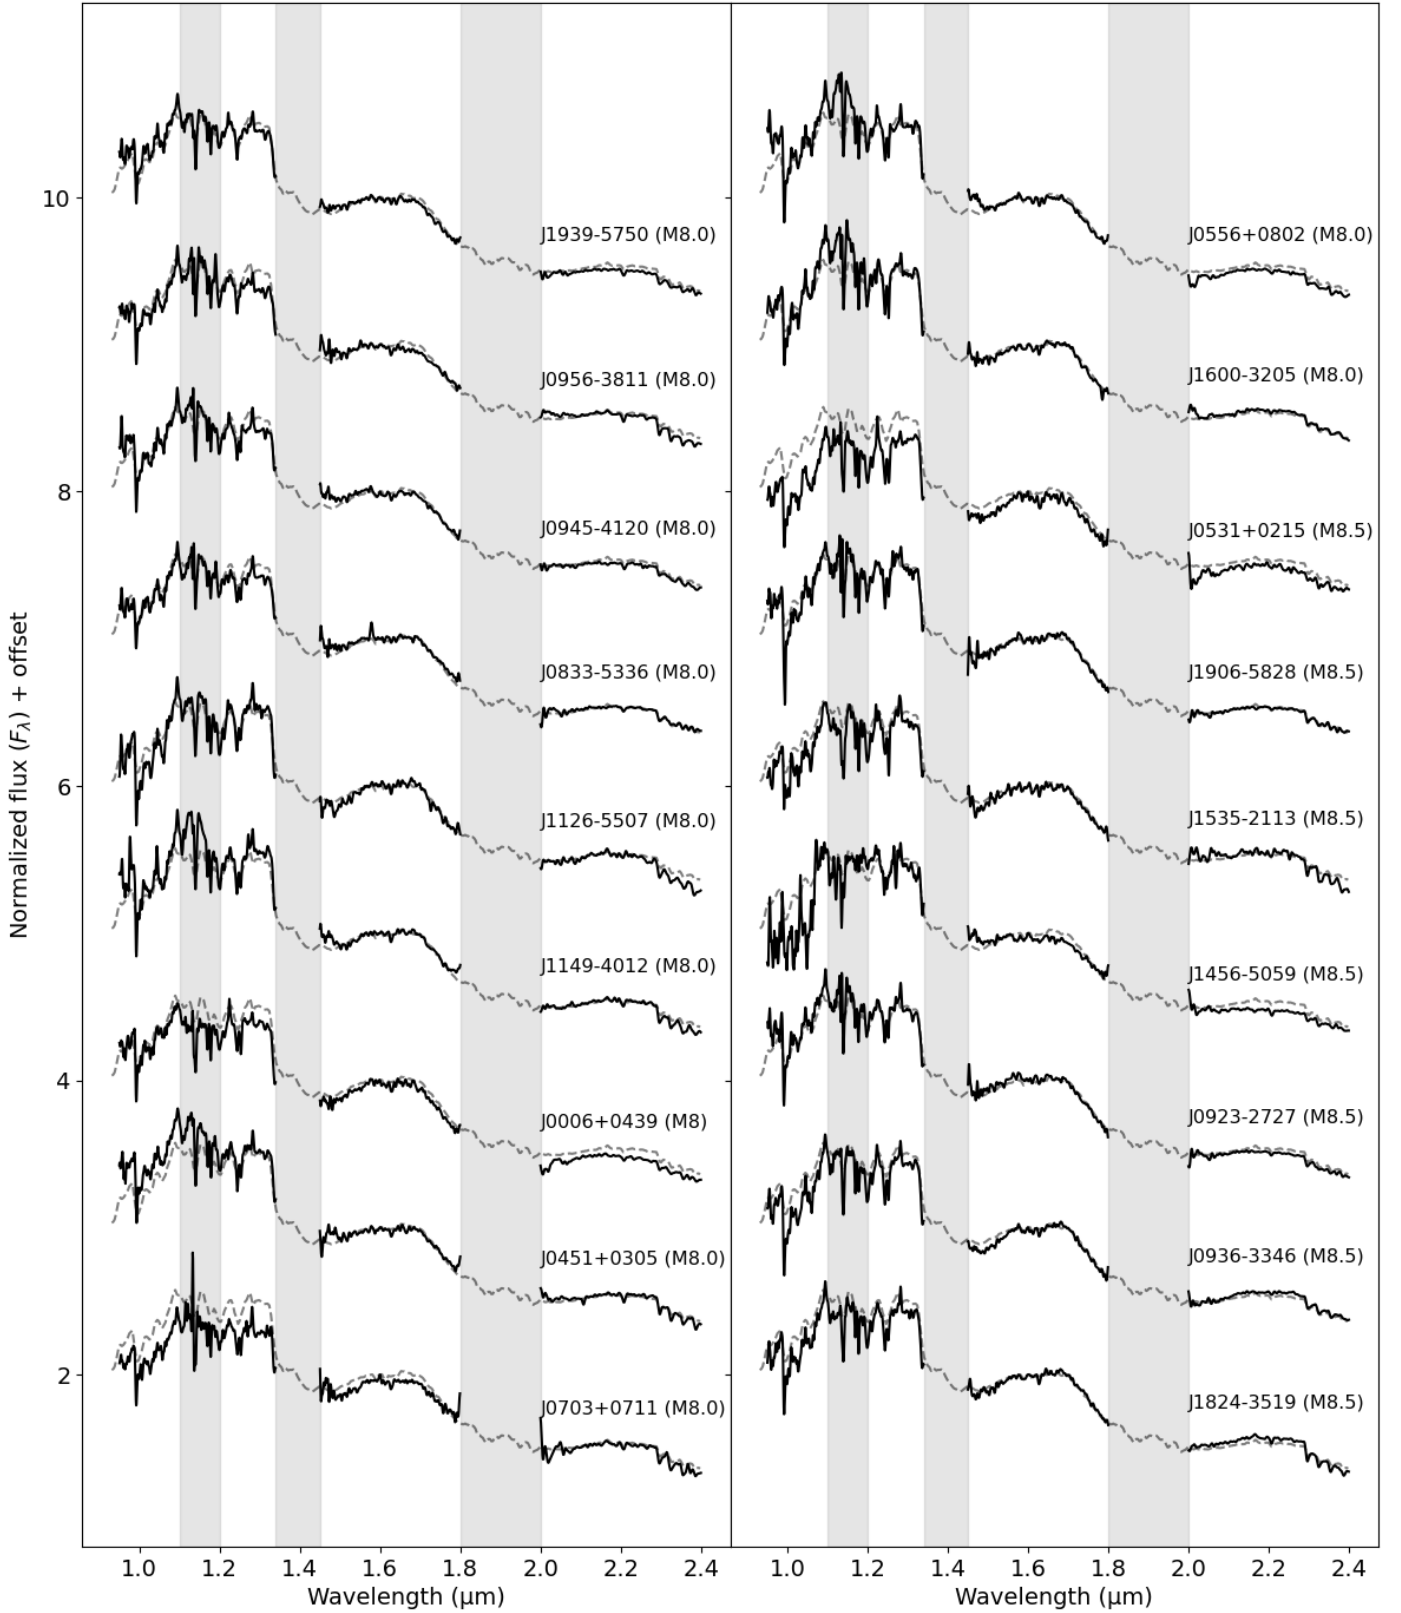 10
8
6
4
2
Normalized flux (Fλ) + offset
J1939-5750 (M8.0)
J0956-3811 (M8.0)
J0945-4120 (M8.0)
J0833-5336 (M8.0)
J1126-5507 (M8.0)
J1149-4012 (M8.0)
J0006+0439 (M8)
J0451+0305 (M8.0)
J0703+0711 (M8.0)
1.0 1.2 1.4 1.6 1.8 2.0 2.2 2.4
Wavelength (μm)
J0556+0802 (M8.0)
J1600-3205 (M8.0)
J0531+0215 (M8.5)
J1906-5828 (M8.5)
J1535-2113 (M8.5)
J1456-5059 (M8.5)
J0923-2727 (M8.5)
J0936-3346 (M8.5)
J1824-3519 (M8.5)
1.0 1.2 1.4 1.6 1.8 2.0 2.2 2.4
Wavelength (μm)